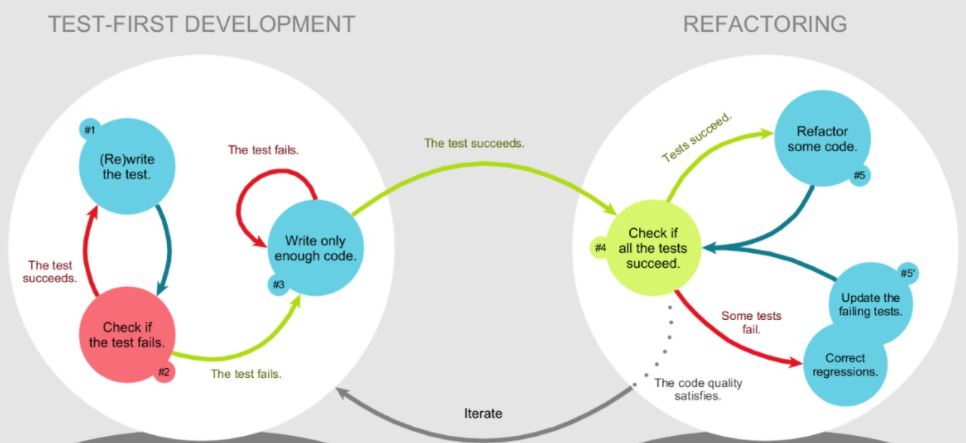 TEST-FIRST DEVELOPMENT
REFACTORING
#1
(Re)write
the test.
The test
succeeds.
Check if
the test fails.
#2
The test fails.
The test fails.
Write only
enough code.
#3
The test succeeds.
#4
Check if
all the tests
succeed.
Tests succeed.
Refactor
some code.
#5
#5'
Update the
failing tests.
Correct
regressions.
Some tests
fail.
The code quality
satisfies.
Iterate